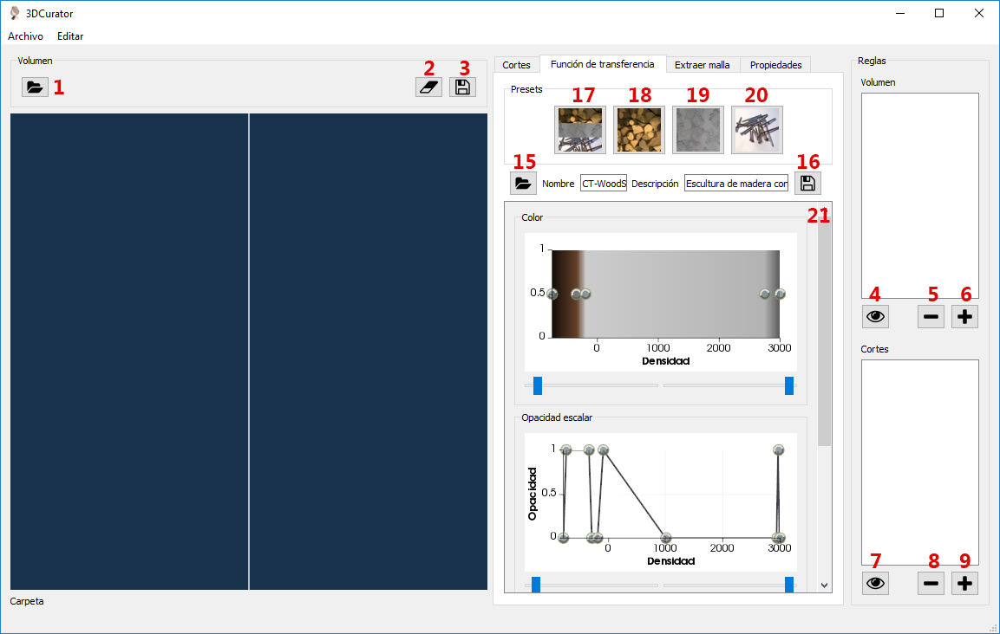 3DCurator
Archivo Editar
Volumen
1
2
3
Cortes Función de transferencia Extraer malla Propiedades
Presets
17 18 19 20
15 16
Nombre CT-WoodS Descripción Escultura de madera con
21
Color
1
0.5
0
0 1000 2000 3000
Densidad
Opacidad escalar
Opacidad
1
0.5
0
0 1000 2000 3000
Densidad
Reglas
Volumen
4 5 6
Cortes
7 8 9
Carpeta